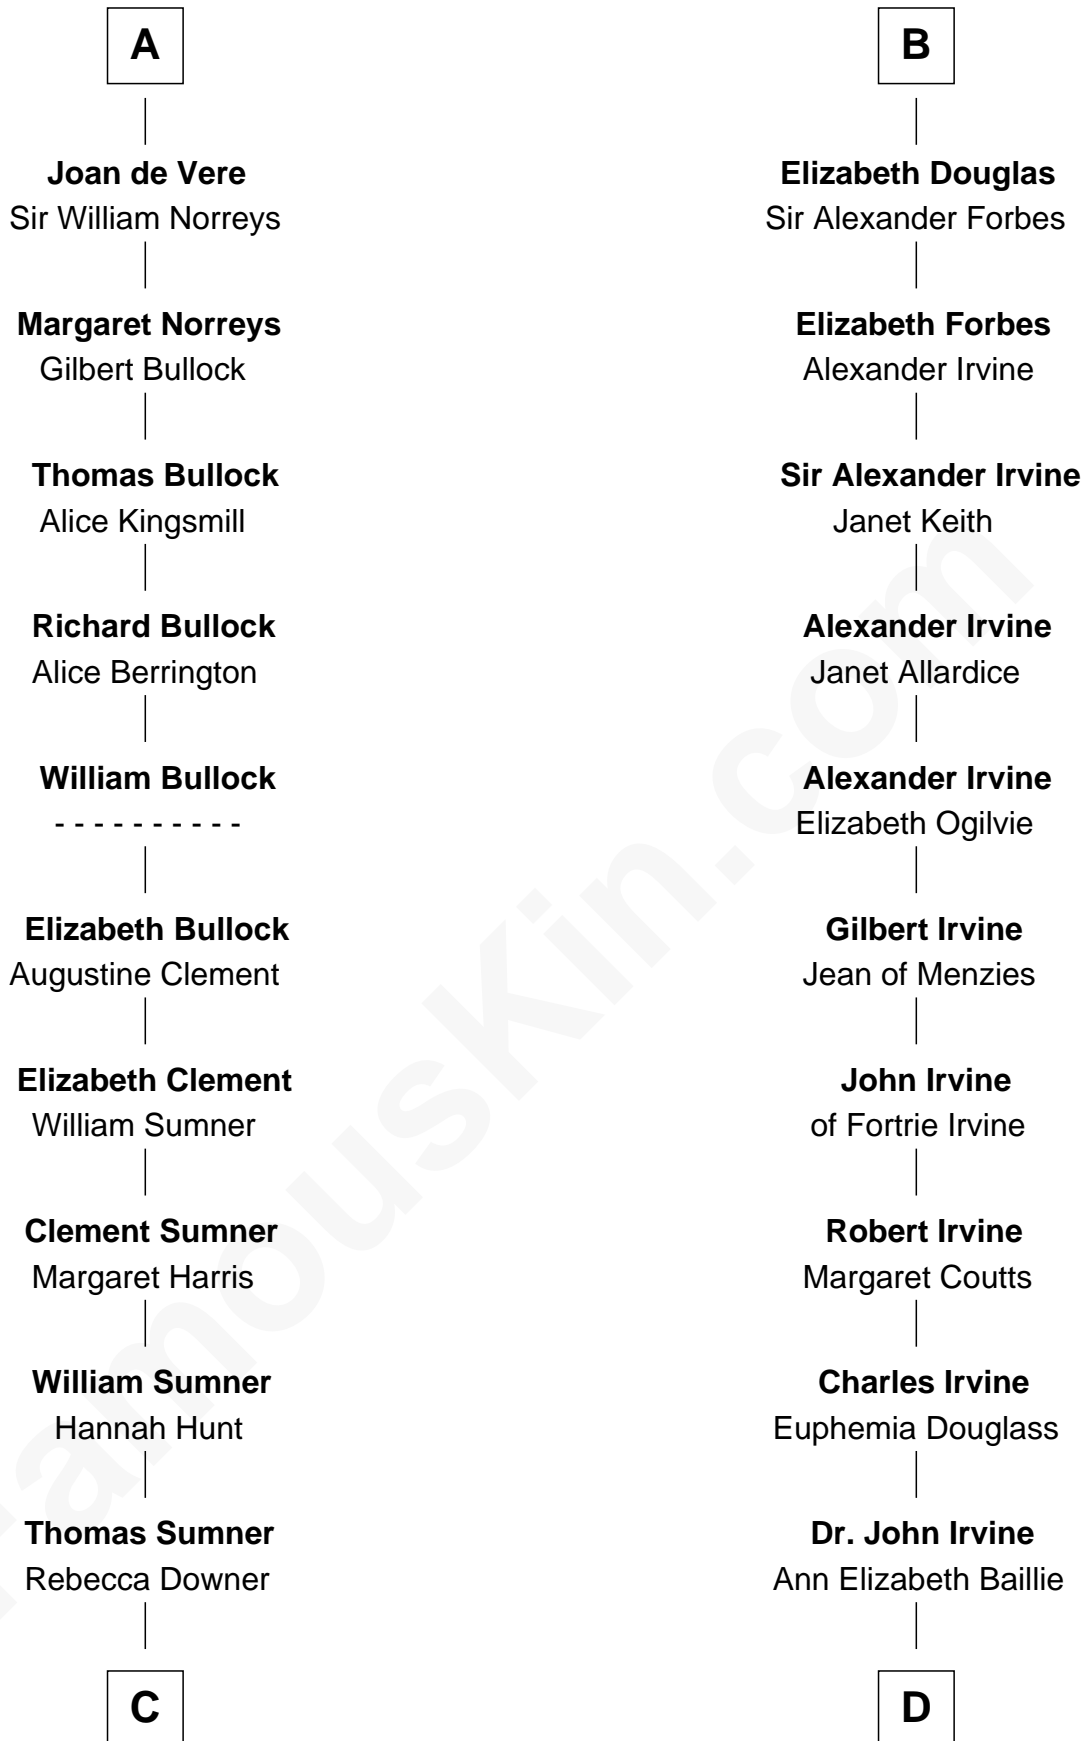 A
Joan de Vere
Sir William Norreys
Margaret Norreys
Gilbert Bullock
Thomas Bullock
Alice Kingsmill
Richard Bullock
Alice Berrington
William Bullock
- - - - - - - - - -
Elizabeth Bullock
Augustine Clement
Elizabeth Clement
William Sumner
Clement Sumner
Margaret Harris
William Sumner
Hannah Hunt
Thomas Sumner
Rebecca Downer
C
B
Elizabeth Douglas
Sir Alexander Forbes
Elizabeth Forbes
Alexander Irvine
Sir Alexander Irvine
Janet Keith
Alexander Irvine
Janet Allardice
Alexander Irvine
Elizabeth Ogilvie
Gilbert Irvine
Jean of Menzies
John Irvine
of Fortrie Irvine
Robert Irvine
Margaret Coutts
Charles Irvine
Euphemia Douglass
Dr. John Irvine
Ann Elizabeth Baillie
D
FamousKin.com